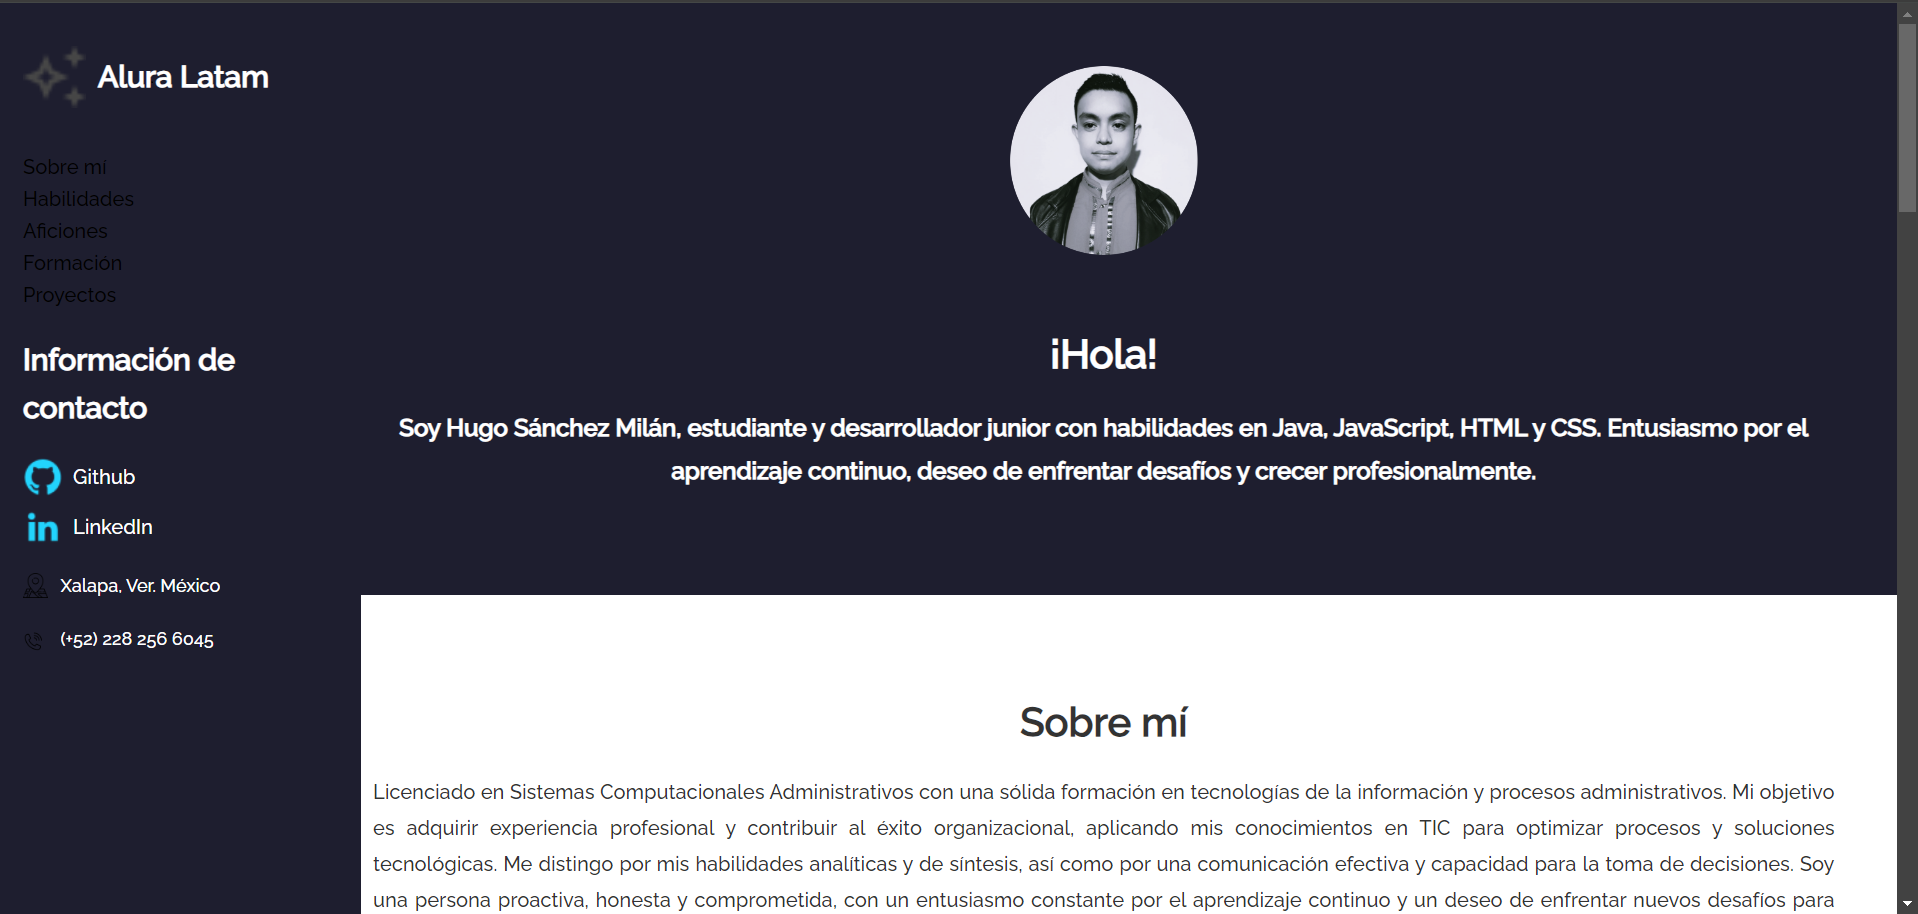 Alura Latam
Sobre mí
Habilidades
Aficiones
Formación
Proyectos
Información de
contacto
Github
LinkedIn
Xalapa, Ver. México
(+52) 228 256 6045
¡Hola!
Soy Hugo Sánchez Milán, estudiante y desarrollador junior con habilidades en Java, JavaScript, HTML y CSS. Entusiasmo por el
aprendizaje continuo, deseo de enfrentar desafíos y crecer profesionalmente.
Sobre mí
Licenciado en Sistemas Computacionales Administrativos con una sólida formación en tecnologías de la información y procesos administrativos. Mi objetivo
es adquirir experiencia profesional y contribuir al éxito organizacional, aplicando mis conocimientos en TIC para optimizar procesos y soluciones
tecnológicas. Me distingo por mis habilidades analíticas y de síntesis, así como por una comunicación efectiva y capacidad para la toma de decisiones. Soy
una persona proactiva, honesta y comprometida, con un entusiasmo constante por el aprendizaje continuo y un deseo de enfrentar nuevos desafíos para